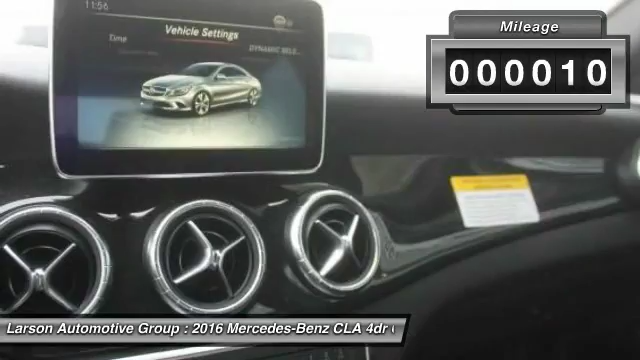 11:56
Vehicle Settings
Time
DYNAMIC SELE...
Mileage
000010
Larson Automotive Group : 2016 Mercedes-Benz CLA 4dr